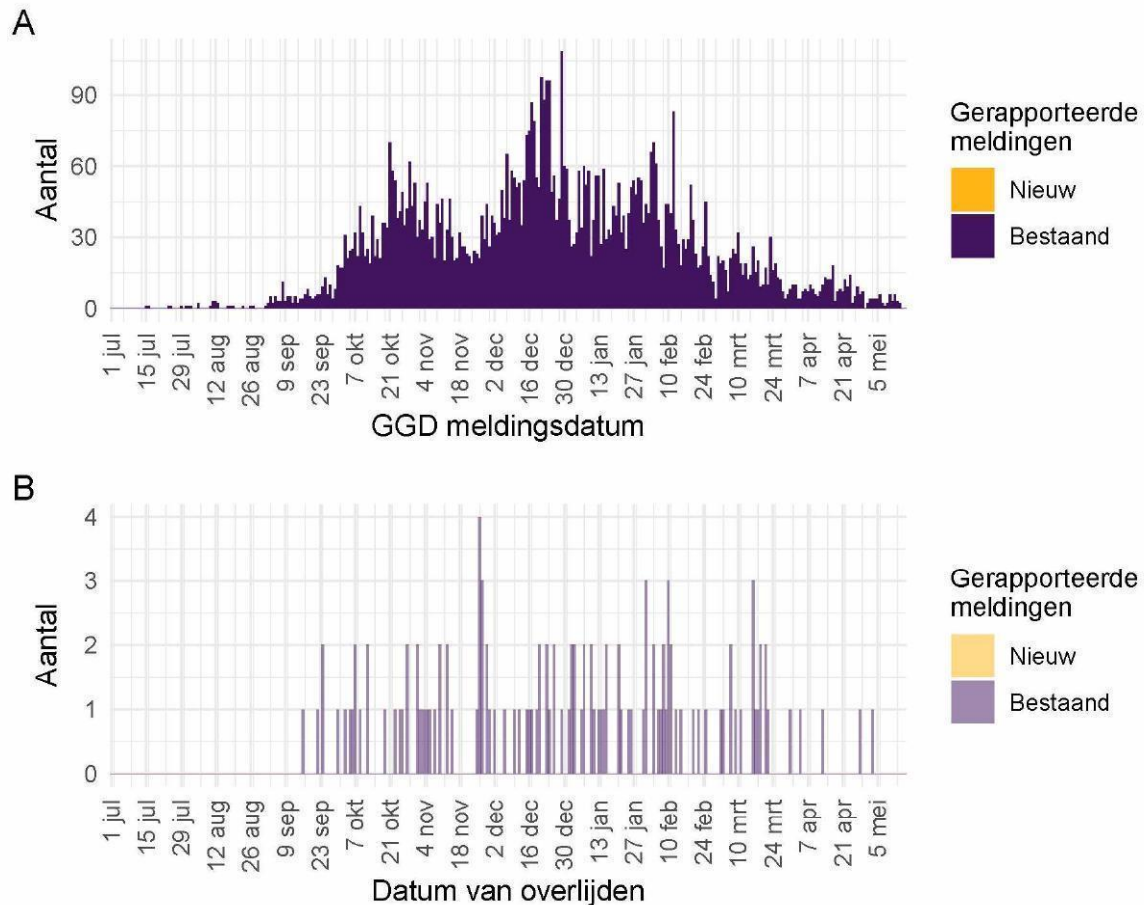 A
Aantal
90
60
30
0
1 jul
15 jul
29 jul
12 aug
26 aug
9 sep
23 sep
7 okt
21 okt
4 nov
18 nov
2 dec
16 dec
30 dec
13 jan
27 jan
10 feb
24 feb
10 mrt
24 mrt
7 apr
21 apr
5 mei
GGD meldingsdatum
Gerapporteerde
meldingen
Nieuw
Bestaand
B
Aantal
4
3
2
1
0
1 jul
15 jul
29 jul
12 aug
26 aug
9 sep
23 sep
7 okt
21 okt
4 nov
18 nov
2 dec
16 dec
30 dec
13 jan
27 jan
10 feb
24 feb
10 mrt
24 mrt
7 apr
21 apr
5 mei
Datum van overlijden
Gerapporteerde
meldingen
Nieuw
Bestaand